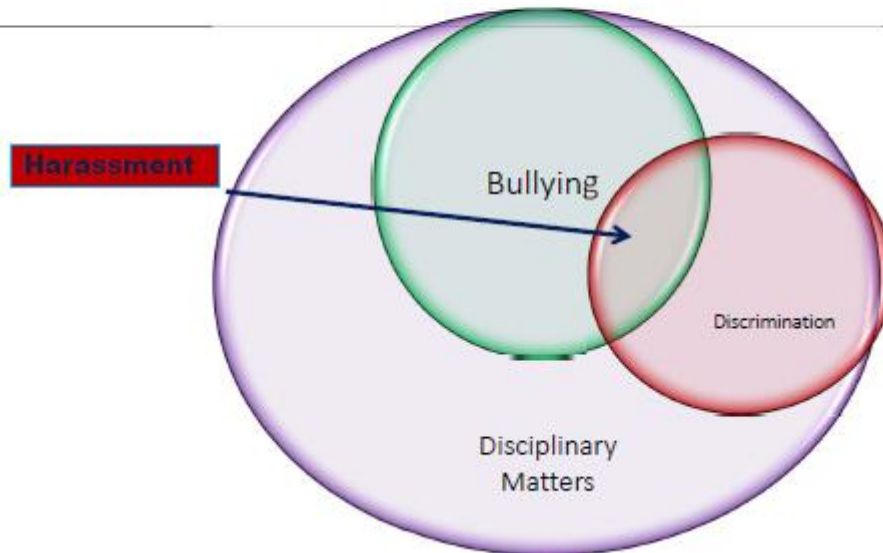 Harassment
Bullying
Discrimination
Disciplinary
Matters